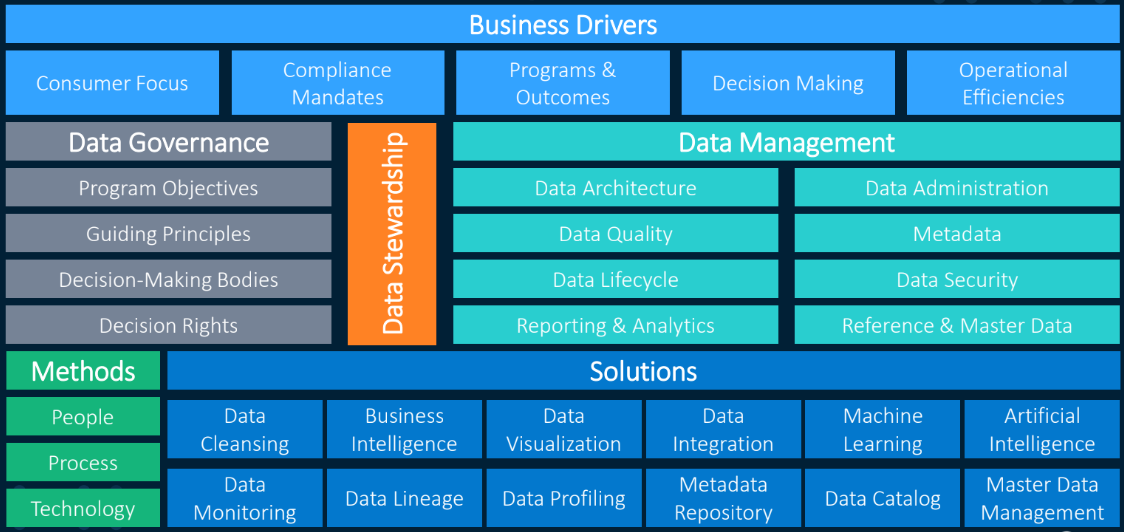 Business Drivers
Consumer Focus
Compliance
Mandates
Programs &
Outcomes
Decision Making
Operational
Efficiencies
Data Governance
Program Objectives
Guiding Principles
Decision-Making Bodies
Decision Rights
Data Stewardship
Data Management
Data Architecture
Data Administration
Data Quality
Metadata
Data Lifecycle
Data Security
Reporting & Analytics
Reference & Master Data
Methods
People
Process
Technology
Solutions
Data
Cleansing
Business
Intelligence
Data
Visualization
Data
Integration
Machine
Learning
Artificial
Intelligence
Data
Monitoring
Data Lineage
Data Profiling
Metadata
Repository
Data Catalog
Master Data
Management